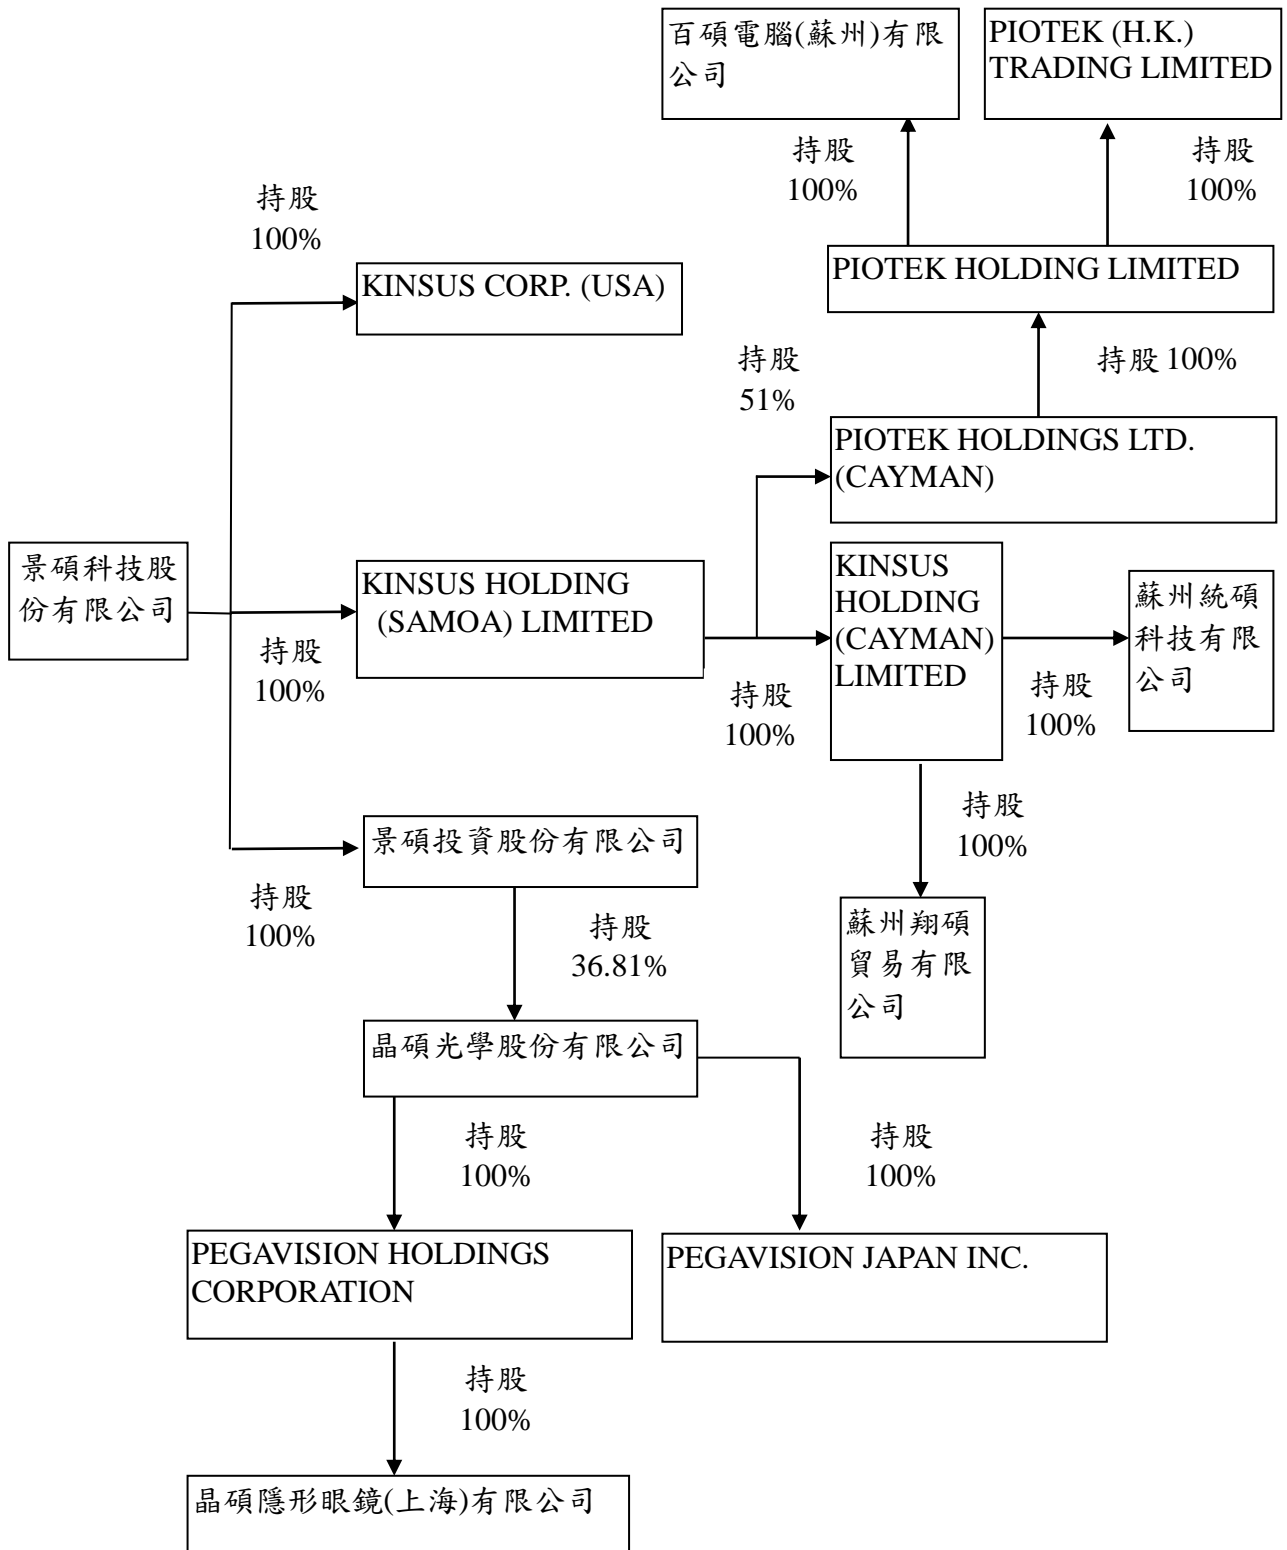 百碩電腦(蘇州)有限
公司
PIOTEK (H.K.)
TRADING LIMITED
持股
100%
持股
100%
持股
100%
PIOTEK HOLDING LIMITED
KINSUS CORP. (USA)
持股
51%
持股 100%
PIOTEK HOLDINGS LTD.
(CAYMAN)
景碩科技股
份有限公司
KINSUS HOLDING
(SAMOA) LIMITED
KINSUS
HOLDING
(CAYMAN)
LIMITED
蘇州統碩
科技有限
公司
持股
100%
持股
100%
持股
100%
景碩投資股份有限公司
持股
100%
持股
100%
持股
36.81%
蘇州翔碩
貿易有限
公司
晶碩光學股份有限公司
持股
100%
持股
100%
PEGAVISION HOLDINGS
CORPORATION
PEGAVISION JAPAN INC.
持股
100%
晶碩隱形眼鏡(上海)有限公司